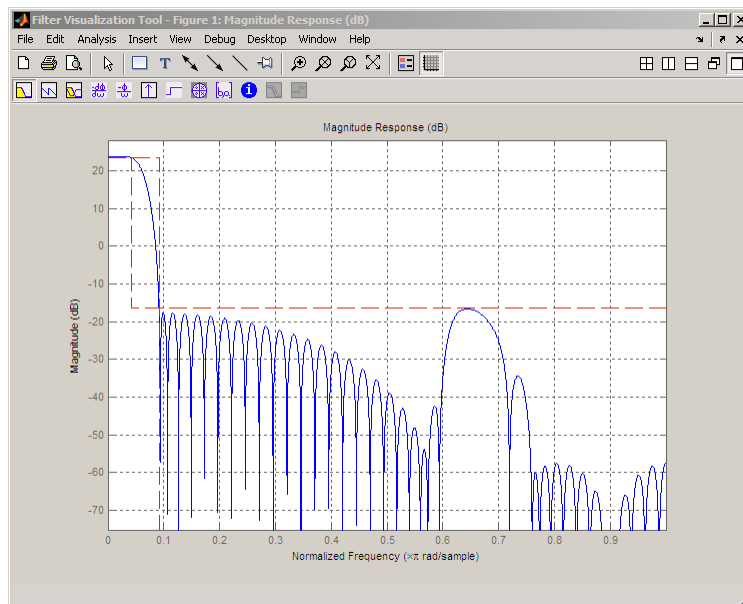 Filter Visualization Tool - Figure 1: Magnitude Response (dB)
File Edit Analysis Insert View Debug Desktop Window Help
Magnitude Response (dB)
Magnitude (dB)
20
10
0
-10
-20
-30
-40
-50
-60
-70
0 0.1 0.2 0.3 0.4 0.5 0.6 0.7 0.8 0.9
Normalized Frequency (×π rad/sample)